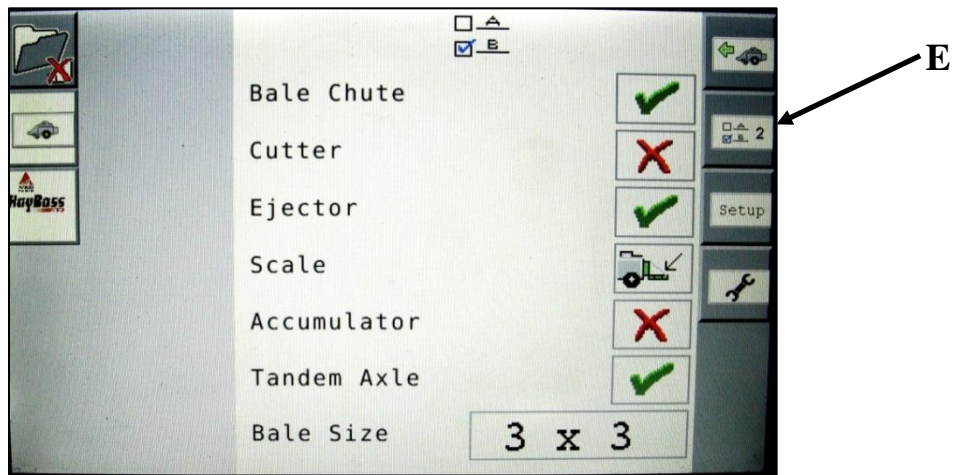 A
B
E
A
B 2
Bale Chute
Cutter
HayBoss
Ejector
Setup
Scale
Accumulator
Tandem Axle
Bale Size
3 x 3